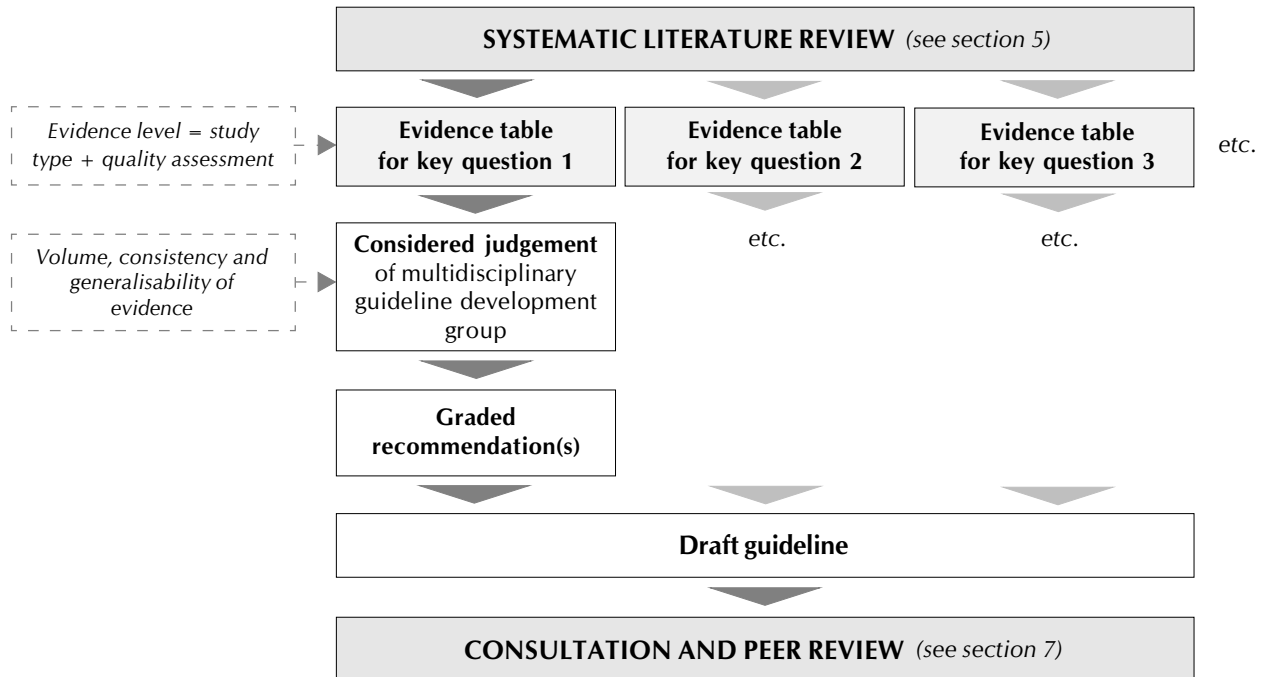 SYSTEMATIC LITERATURE REVIEW (see section 5)
Evidence level = study
type + quality assessment
Evidence table
for key question 1
Evidence table
for key question 2
Evidence table
for key question 3
etc.
Volume, consistency and
generalisability of
evidence
Considered judgement
of multidisciplinary
guideline development
group
etc.
etc.
Graded
recommendation(s)
Draft guideline
CONSULTATION AND PEER REVIEW (see section 7)